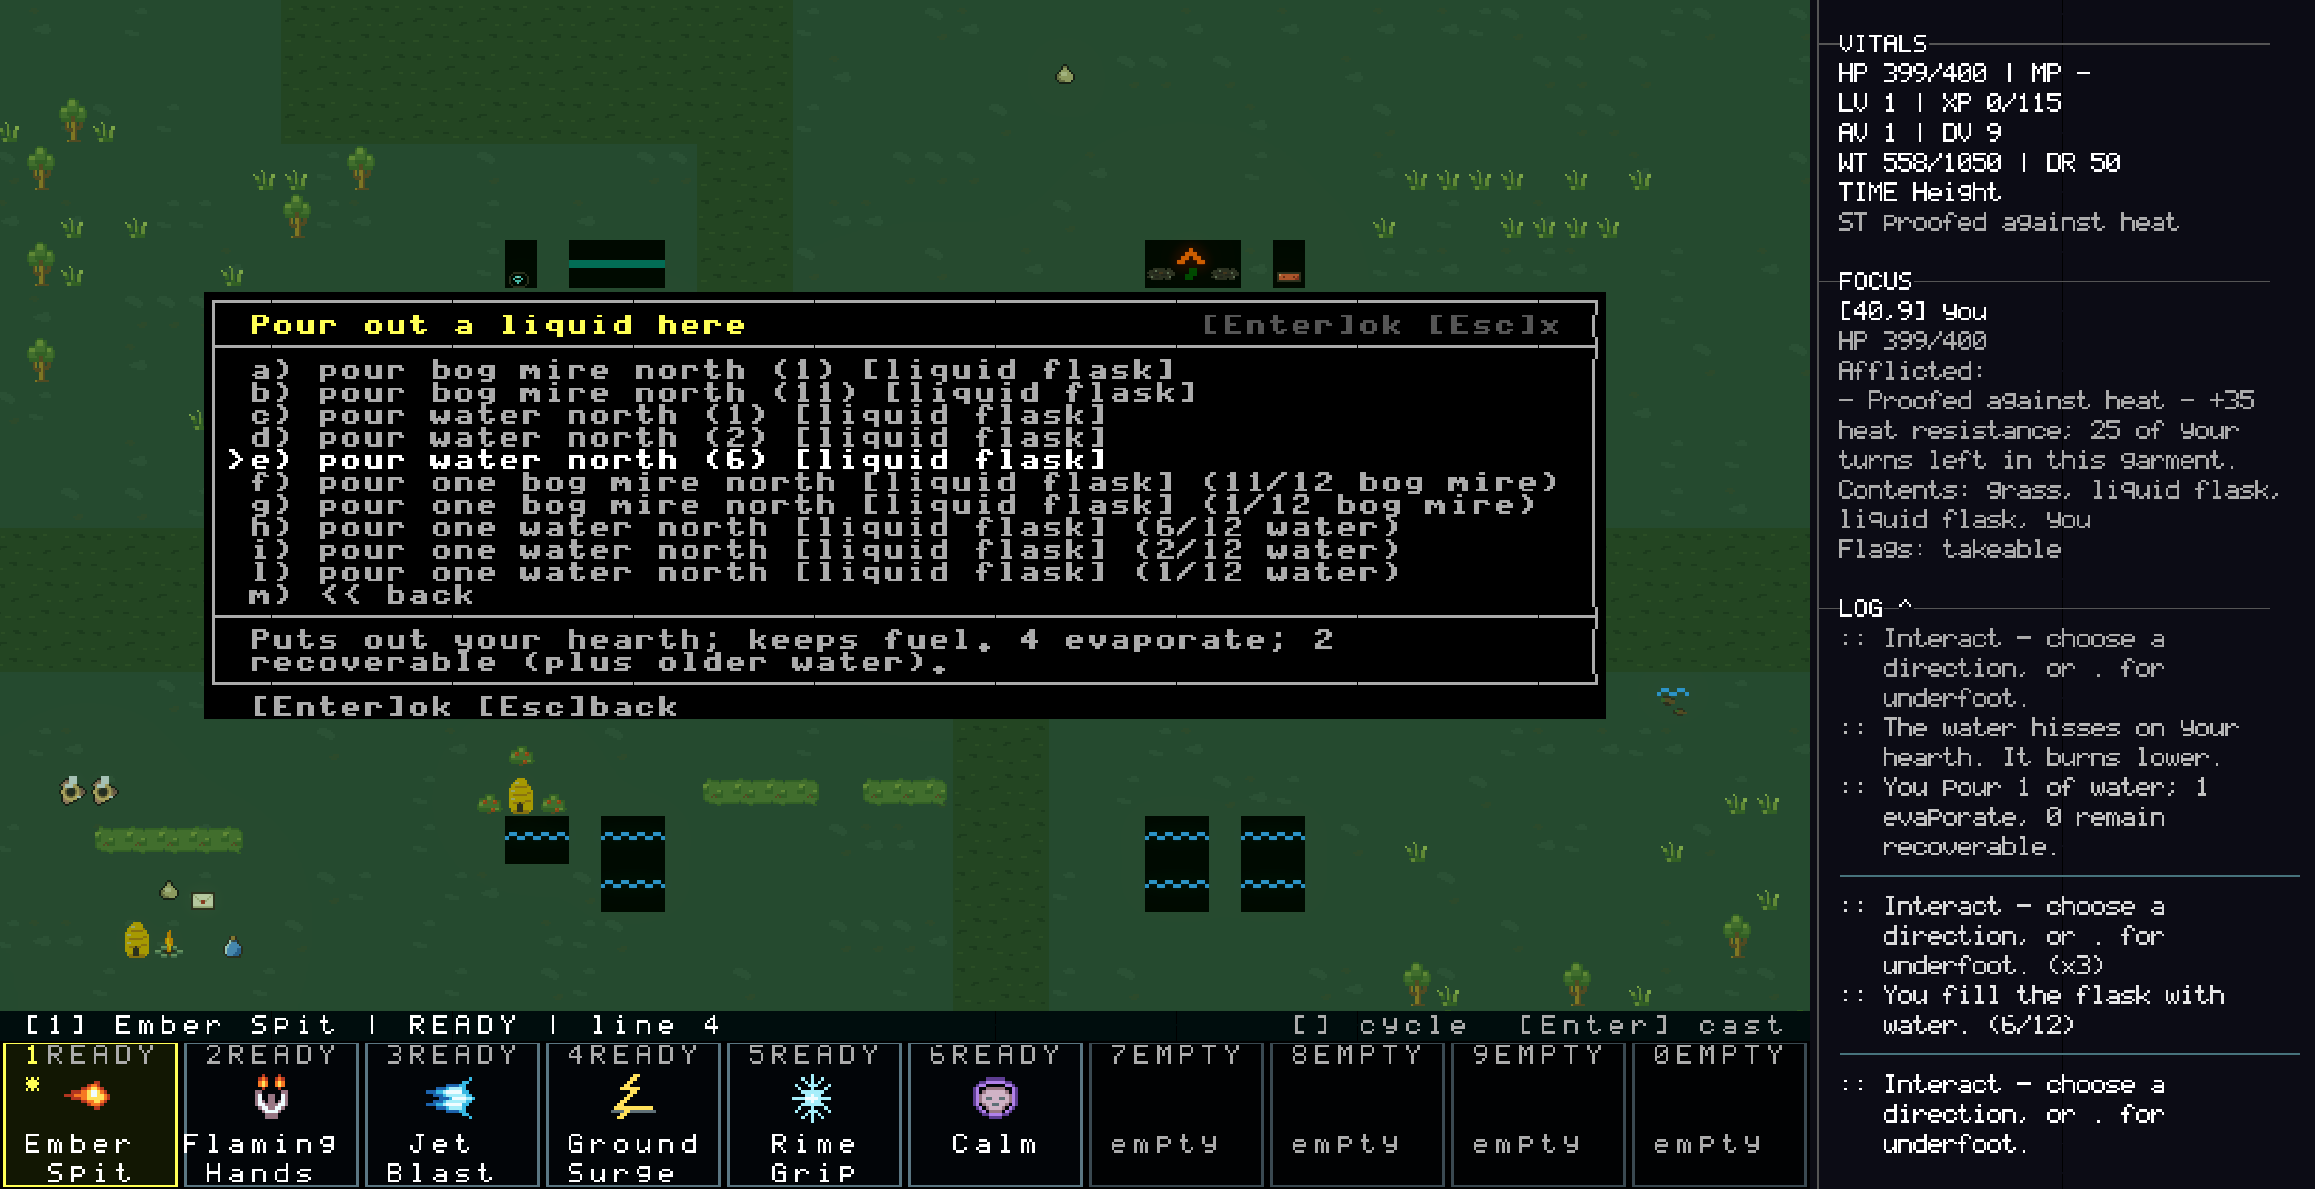 Pour out a liquid here [Enter]ok [Esc]x
a) pour bog mire north (1) [liquid flask]
b) pour bog mire north (11) [liquid flask]
c) pour water north (1) [liquid flask]
d) pour water north (2) [liquid flask]
>e) pour water north (6) [liquid flask]
f) pour one bog mire north [liquid flask] (11/12 bog mire)
g) pour one bog mire north [liquid flask] (1/12 bog mire)
h) pour one water north [liquid flask] (6/12 water)
i) pour one water north [liquid flask] (2/12 water)
l) pour one water north [liquid flask] (1/12 water)
m) << back
Puts out your hearth; keeps fuel. 4 evaporate; 2
recoverable (plus older water).
[Enter]ok [Esc]back
VITALS
HP 399/400 | MP -
LV 1 | XP 0/115
AV 1 | DV 9
WT 558/1050 | DR 50
TIME Height
ST Proofed against heat
FOCUS
[40,9] You
HP 399/400
Afflicted:
- Proofed against heat - +35
heat resistance; 25 of your
turns left in this garment.
Contents: grass, liquid flask,
liquid flask, you
Flags: takeable
LOG ^
:: Interact - choose a
direction, or . for
underfoot.
:: The water hisses on your
hearth. It burns lower.
:: You pour 1 of water; 1
evaporate, 0 remain
recoverable.
:: Interact - choose a
direction, or . for
underfoot. (x3)
:: You fill the flask with
water. (6/12)
:: Interact - choose a
direction, or . for
underfoot.
[1] Ember Spit | READY | line 4 [] cycle [Enter] cast
1READY 2READY 3READY 4READY 5READY 6READY 7EMPTY 8EMPTY 9EMPTY 0EMPTY
*
Ember Flaming Jet Ground Rime Calm empty empty empty empty
Spit Hands Blast Surge Grip